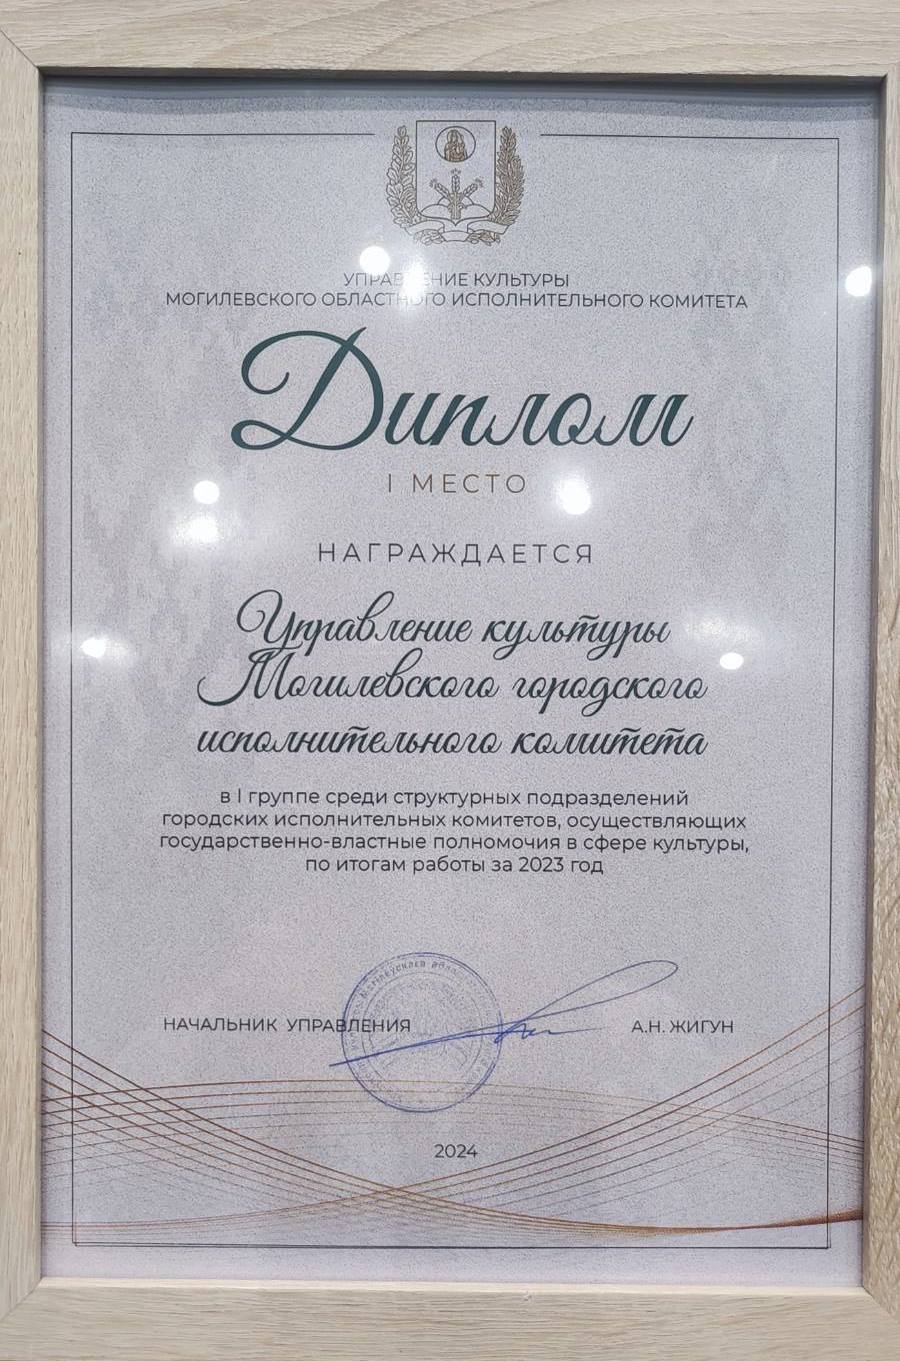 УПРАВЛЕНИЕ КУЛЬТУРЫ
МОГИЛЕВСКОГО ОБЛАСТНОГО ИСПОЛНИТЕЛЬНОГО КОМИТЕТА
Диплом
I МЕСТО
НАГРАЖДАЕТСЯ
Управление культуры
Могилевского городского
исполнительного комитета
в I группе среди структурных подразделений
городских исполнительных комитетов, осуществляющих
государственно-властные полномочия в сфере культуры,
по итогам работы за 2023 год
НАЧАЛЬНИК УПРАВЛЕНИЯ А.Н. ЖИГУН
2024